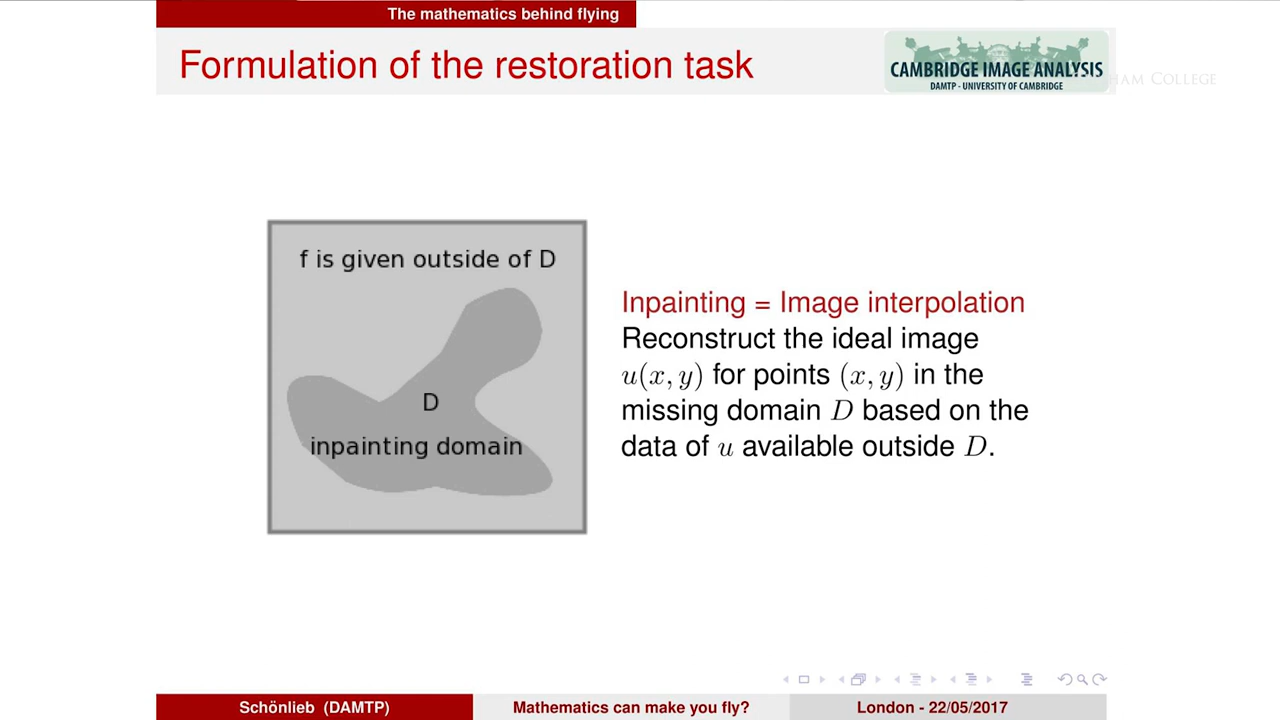 The mathematics behind flying
Formulation of the restoration task
CAMBRIDGE IMAGE ANALYSIS
DAMTP - UNIVERSITY OF CAMBRIDGE
HAM COLLEGE
f is given outside of D
D
inpainting domain
Inpainting = Image interpolation
Reconstruct the ideal image
u(x, y) for points (x, y) in the
missing domain D based on the
data of u available outside D.
Schönlieb (DAMTP)
Mathematics can make you fly?
London - 22/05/2017